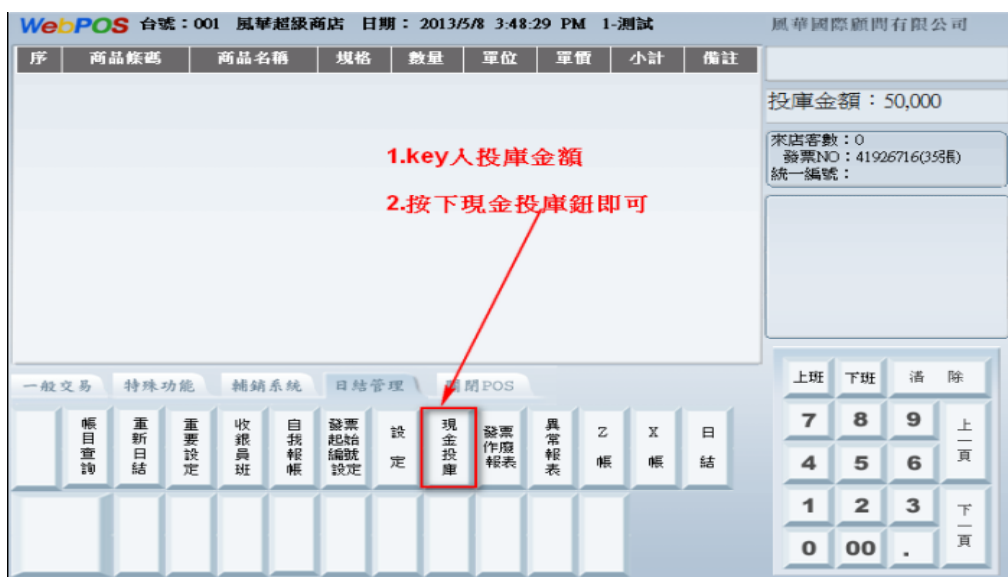 WebPOS 台號：001 風華超級商店 日期： 2013/5/8 3:48:29 PM 1-測試
風華國際顧問有限公司
序 商品條碼 商品名稱 規格 數量 單位 單價 小計 備註
投庫金額：50,000
來店客數：0
發票NO：41926716(35張)
統一編號：
1.key入投庫金額
2.按下現金投庫鈕即可
一般交易 特殊功能 輔銷系統 日結管理 開閉POS
帳目查詢 重新日結 重要設定 收銀員班 自我報帳 發票起始編號設定 設定 現金投庫 發票作廢報表 異常報表 Z帳 X帳 日結
上班 下班 清除
7 8 9 上一頁
4 5 6
1 2 3 下一頁
0 00 .